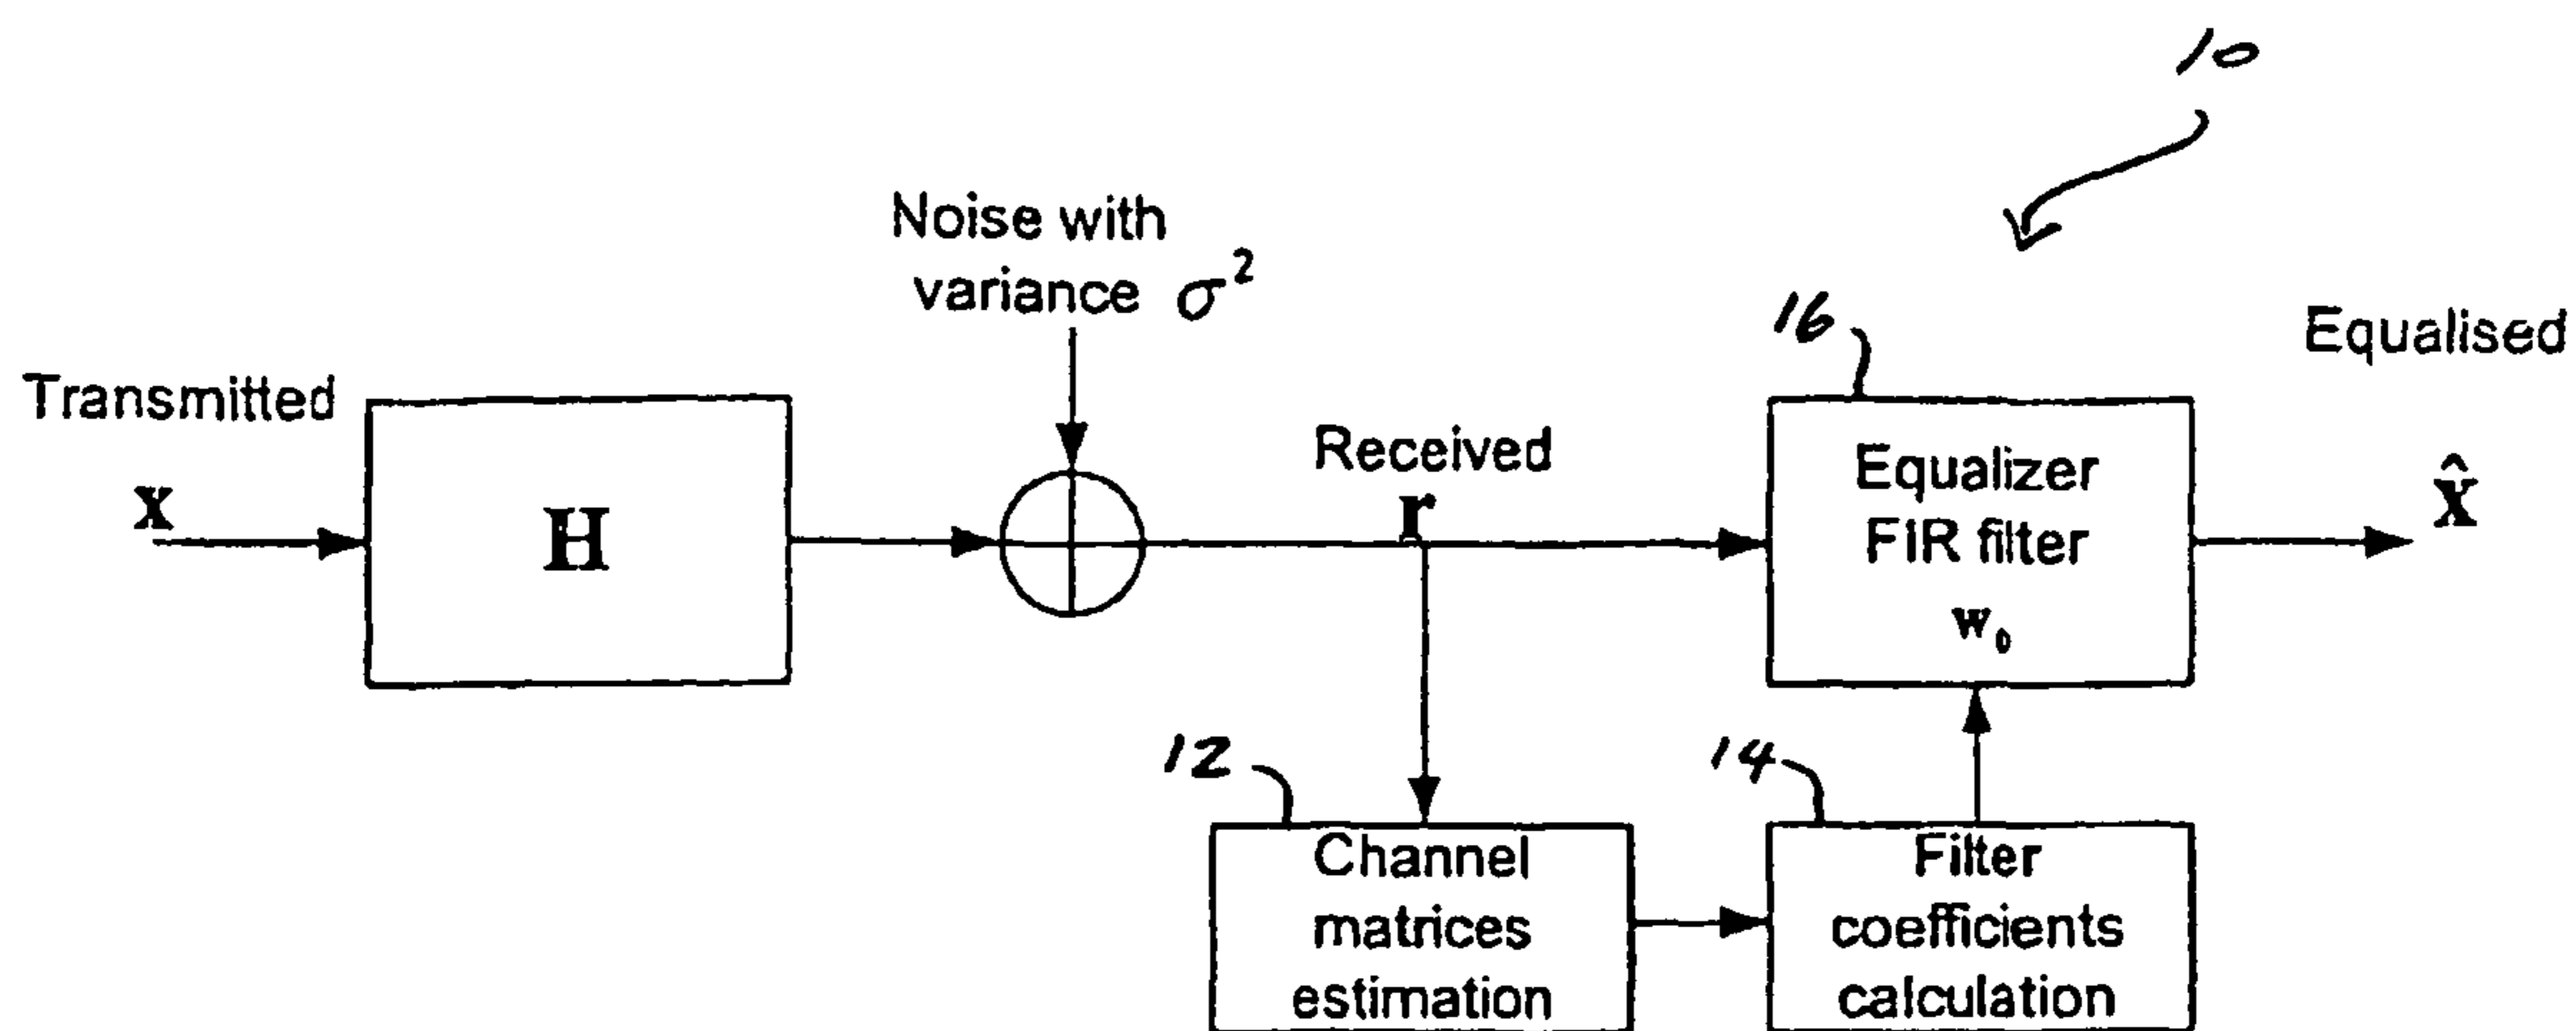 10
Noise with
variance σ²
16
Equalised
Transmitted
Received
x
H
r
Equalizer
FIR filter
w₀
x̂
12
14
Channel
matrices
estimation
Filter
coefficients
calculation